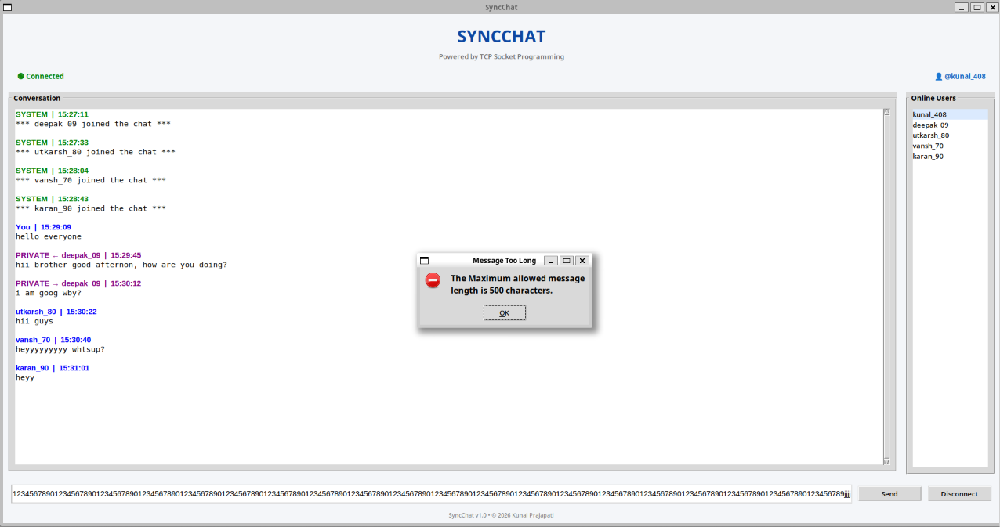 SyncChat
SYNCCHAT
Powered by TCP Socket Programming
Connected
@kunal_408
Conversation
SYSTEM | 15:27:11
*** deepak_09 joined the chat ***
SYSTEM | 15:27:33
*** utkarsh_80 joined the chat ***
SYSTEM | 15:28:04
*** vansh_70 joined the chat ***
SYSTEM | 15:28:43
*** karan_90 joined the chat ***
You | 15:29:09
hello everyone
PRIVATE ← deepak_09 | 15:29:45
hii brother good afternon, how are you doing?
PRIVATE → deepak_09 | 15:30:12
i am goog wby?
utkarsh_80 | 15:30:22
hii guys
vansh_70 | 15:30:40
heyyyyyyyyy whtsup?
karan_90 | 15:31:01
heyy
Online Users
kunal_408
deepak_09
utkarsh_80
vansh_70
karan_90
Message Too Long
The Maximum allowed message
length is 500 characters.
OK
Send
Disconnect
SyncChat v1.0 • © 2026 Kunal Prajapati